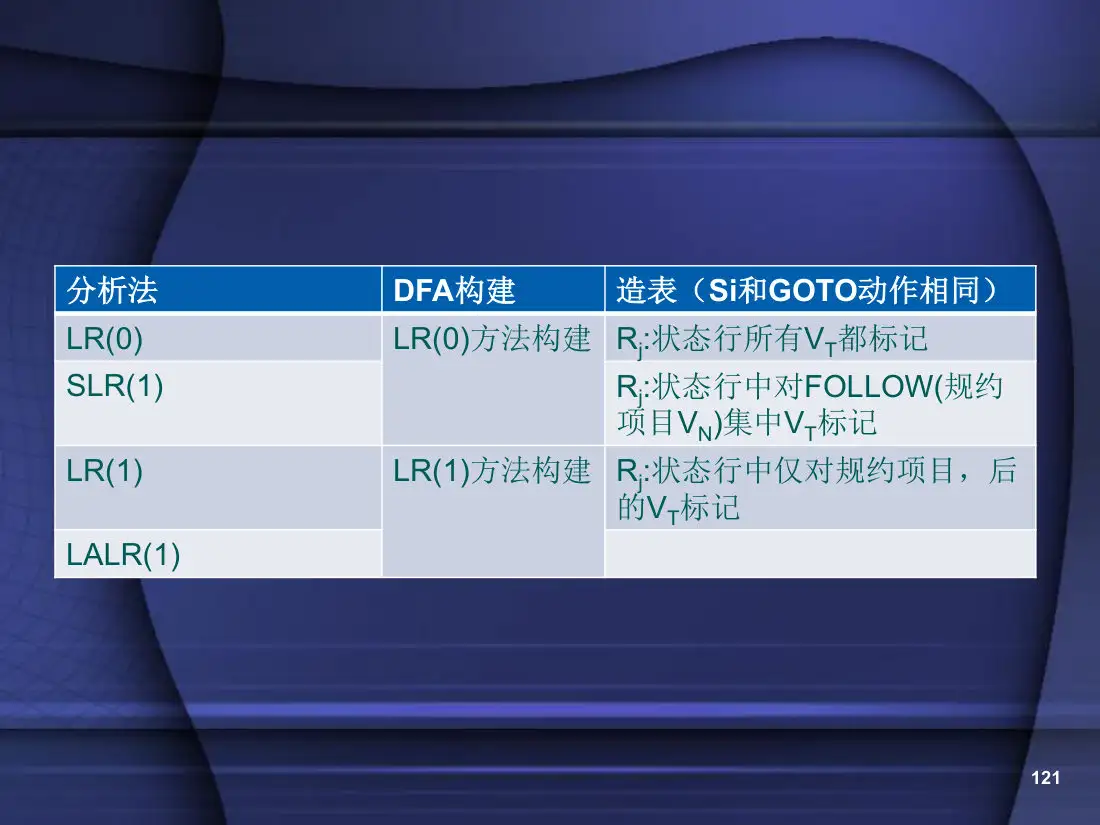 分析法 DFA构建 造表（Si和GOTO动作相同）
LR(0) LR(0)方法构建 Rj:状态行所有VT都标记
SLR(1) Rj:状态行中对FOLLOW(规约
项目VN)集中VT标记
LR(1) LR(1)方法构建 Rj:状态行中仅对规约项目，后
的VT标记
LALR(1)
121